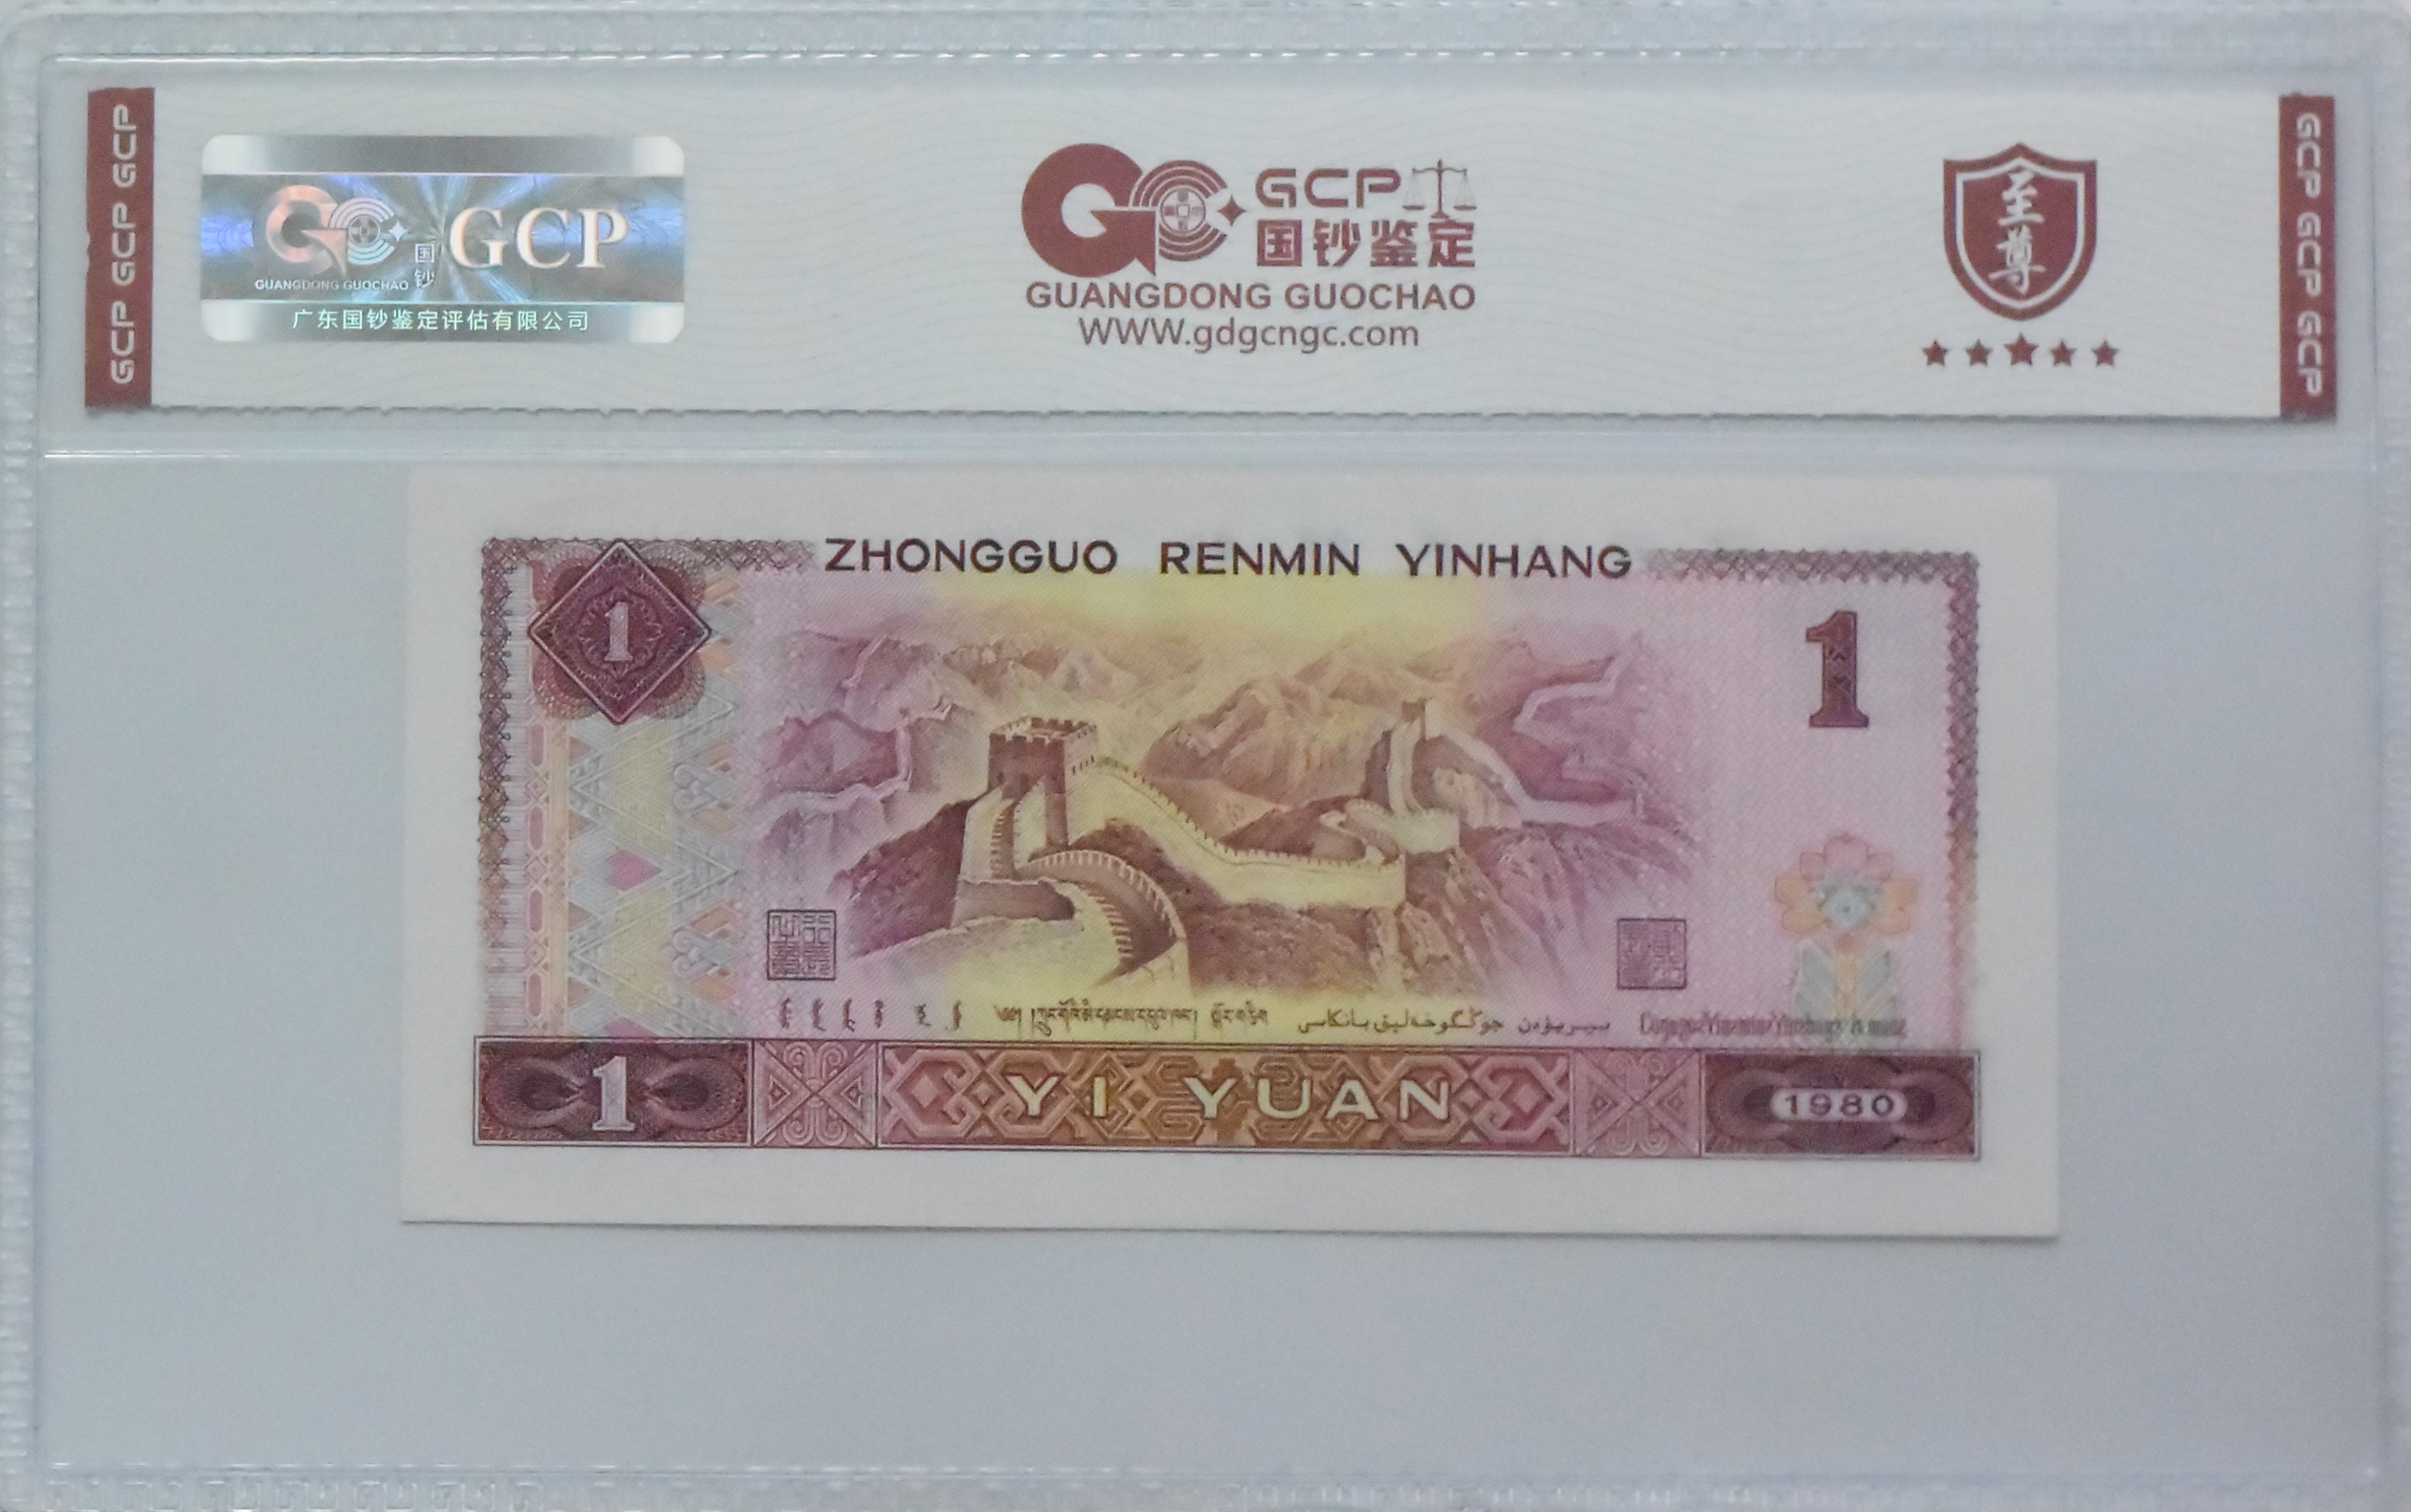 GCP GCP GCP
GCP
国钞
GUANGDONG GUOCHAO
广东国钞鉴定评估有限公司
GCP
国钞鉴定
GUANGDONG GUOCHAO
WWW.gdgcngc.com
至尊
GCP GCP GCP
ZHONGGUO RENMIN YINHANG
1
1
1
YI YUAN
1980